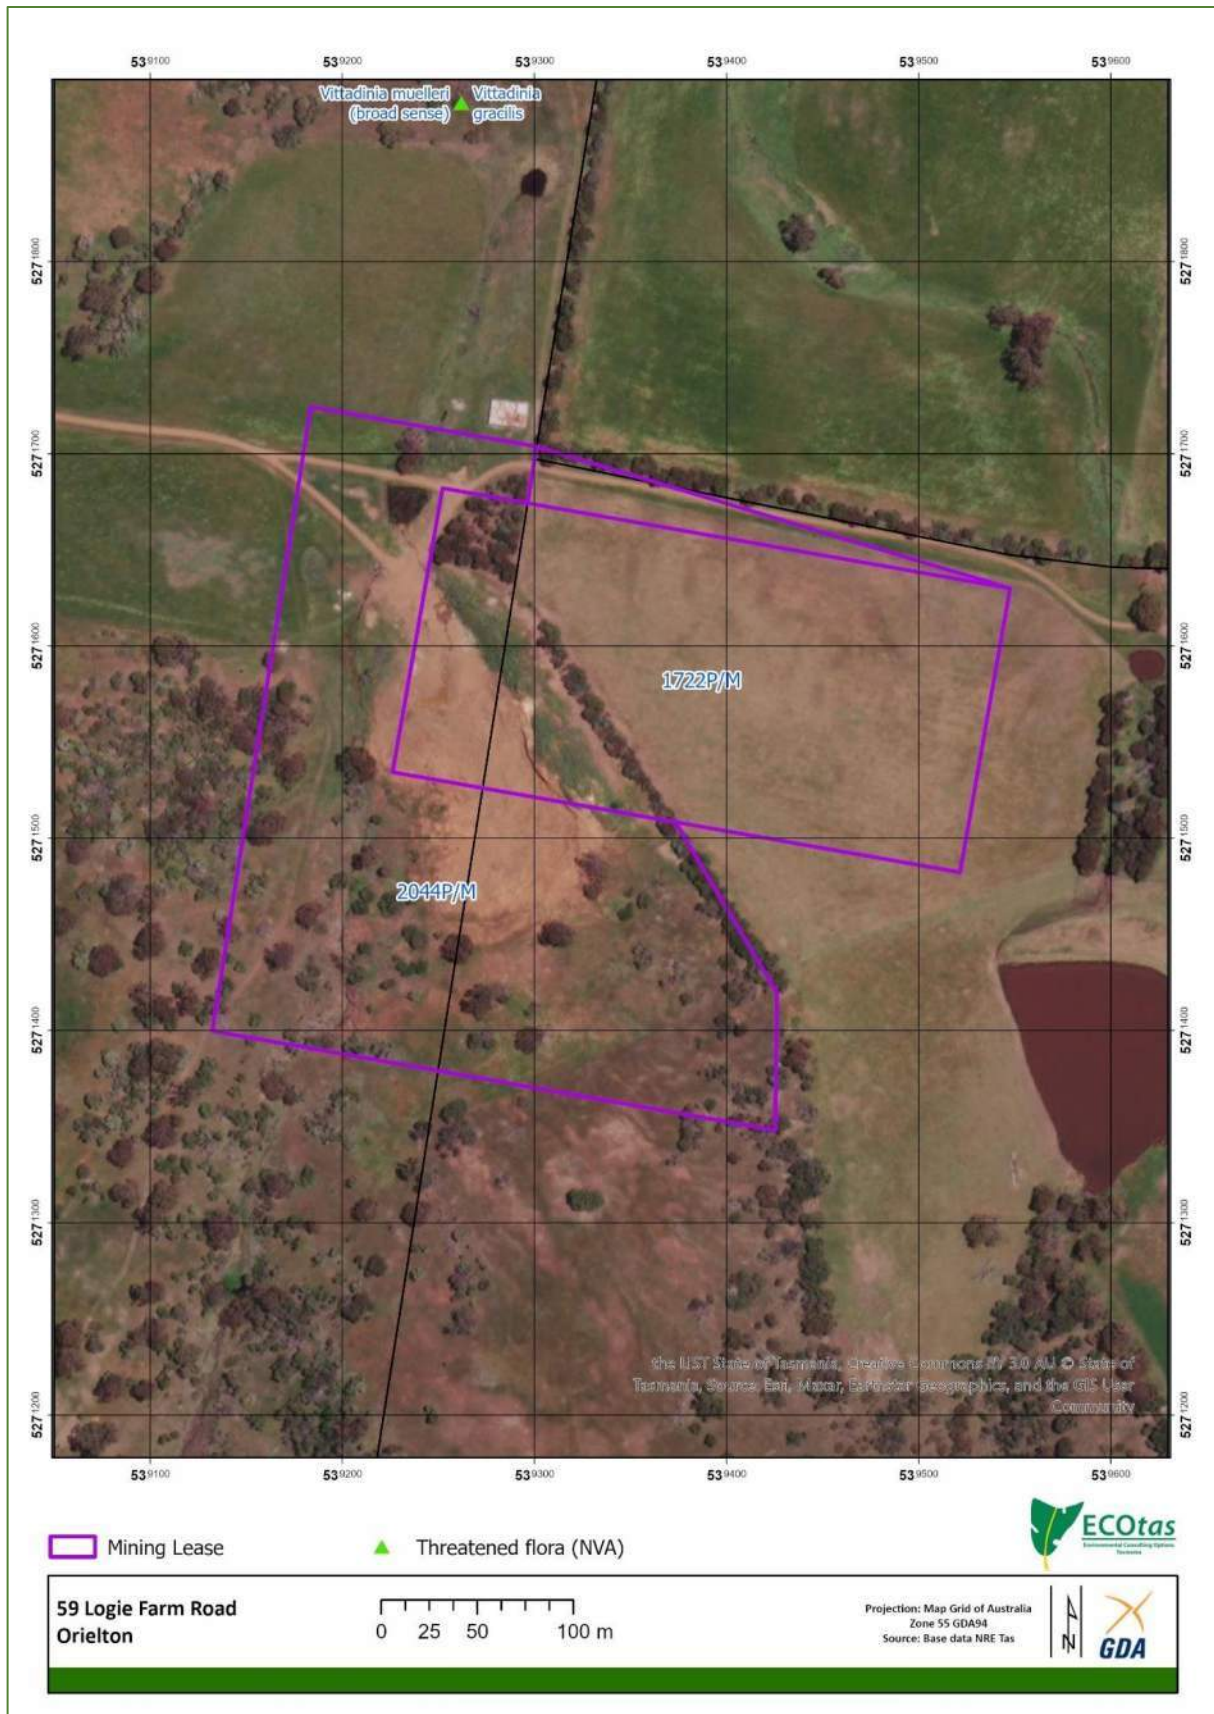 539100 539200 539300 539400 539500 539600
Vittadinia muelleri
(broad sense)
Vittadinia
gracilis
5271800 5271800
5271700 5271700
5271600 5271600
1722P/M
5271500 5271500
2044P/M
5271400 5271400
5271300 5271300
the LIST State of Tasmania, Creative Commons BY 3.0 AU © State of
Tasmania, Source: Esri, Maxar, Earthstar Geographics, and the GIS User
Community
5271200 5271200
539100 539200 539300 539400 539500 539600
Mining Lease
Threatened flora (NVA)
ECOtas
Environmental Consulting Options
Tasmania
59 Logie Farm Road
Orielton
0 25 50 100 m
Projection: Map Grid of Australia
Zone 55 GDA94
Source: Base data NRE Tas
N
GDA